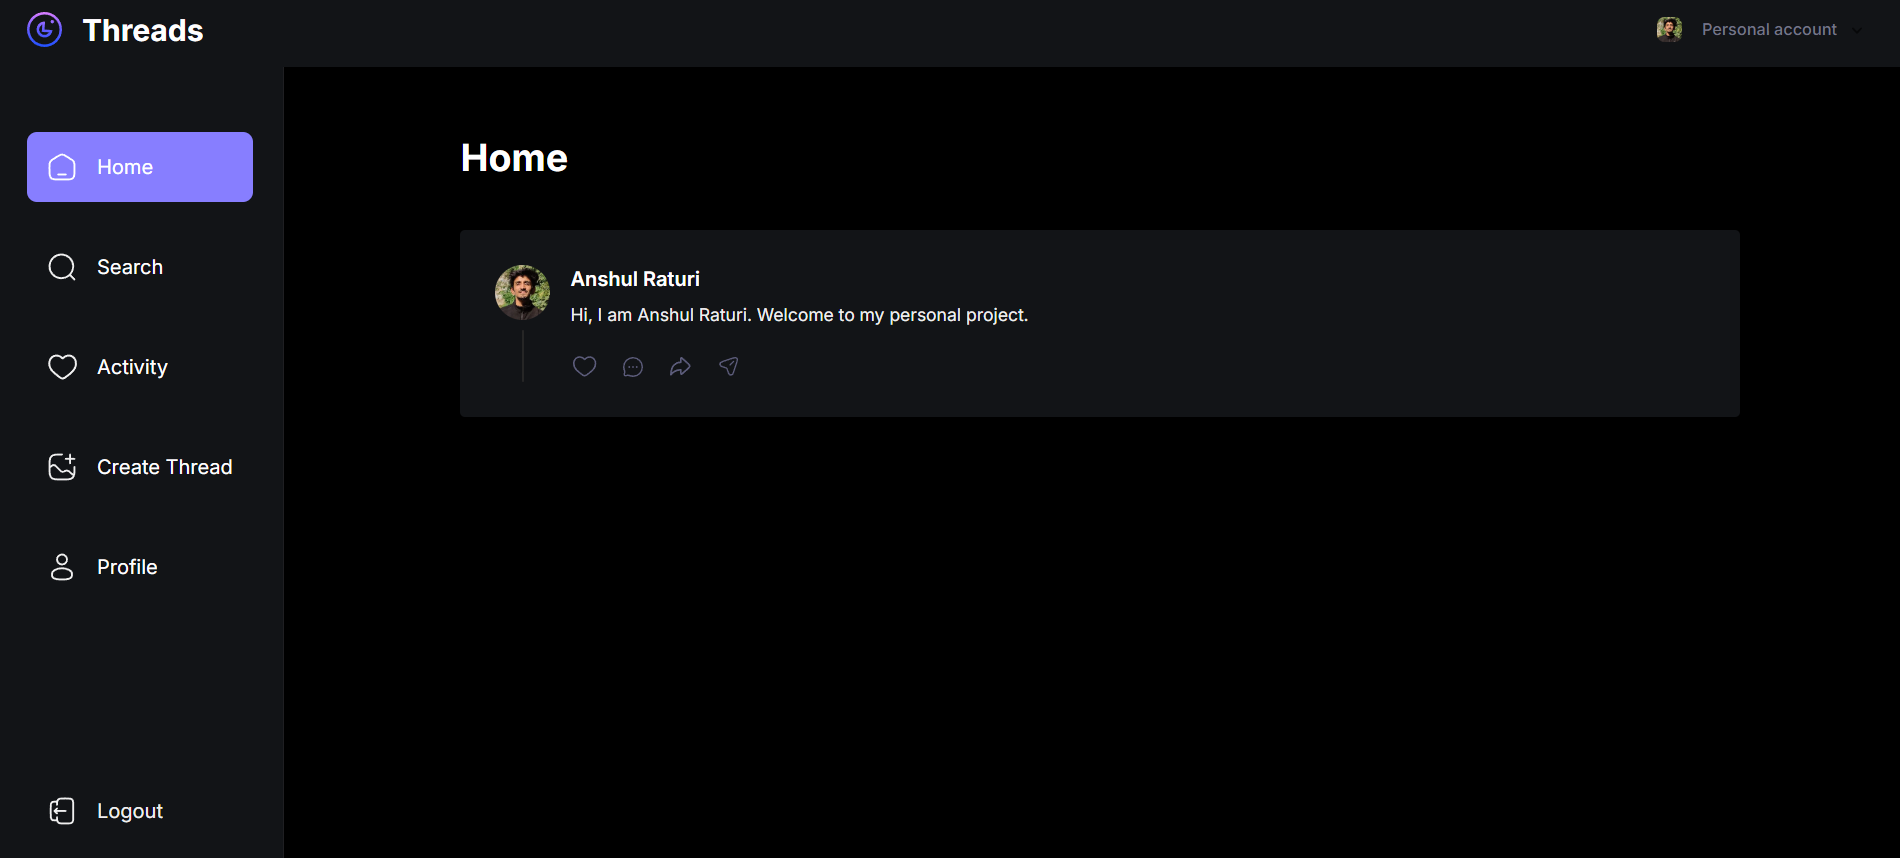 Threads
Personal account
Home
Search
Activity
Create Thread
Profile
Logout
Home
Anshul Raturi
Hi, I am Anshul Raturi. Welcome to my personal project.